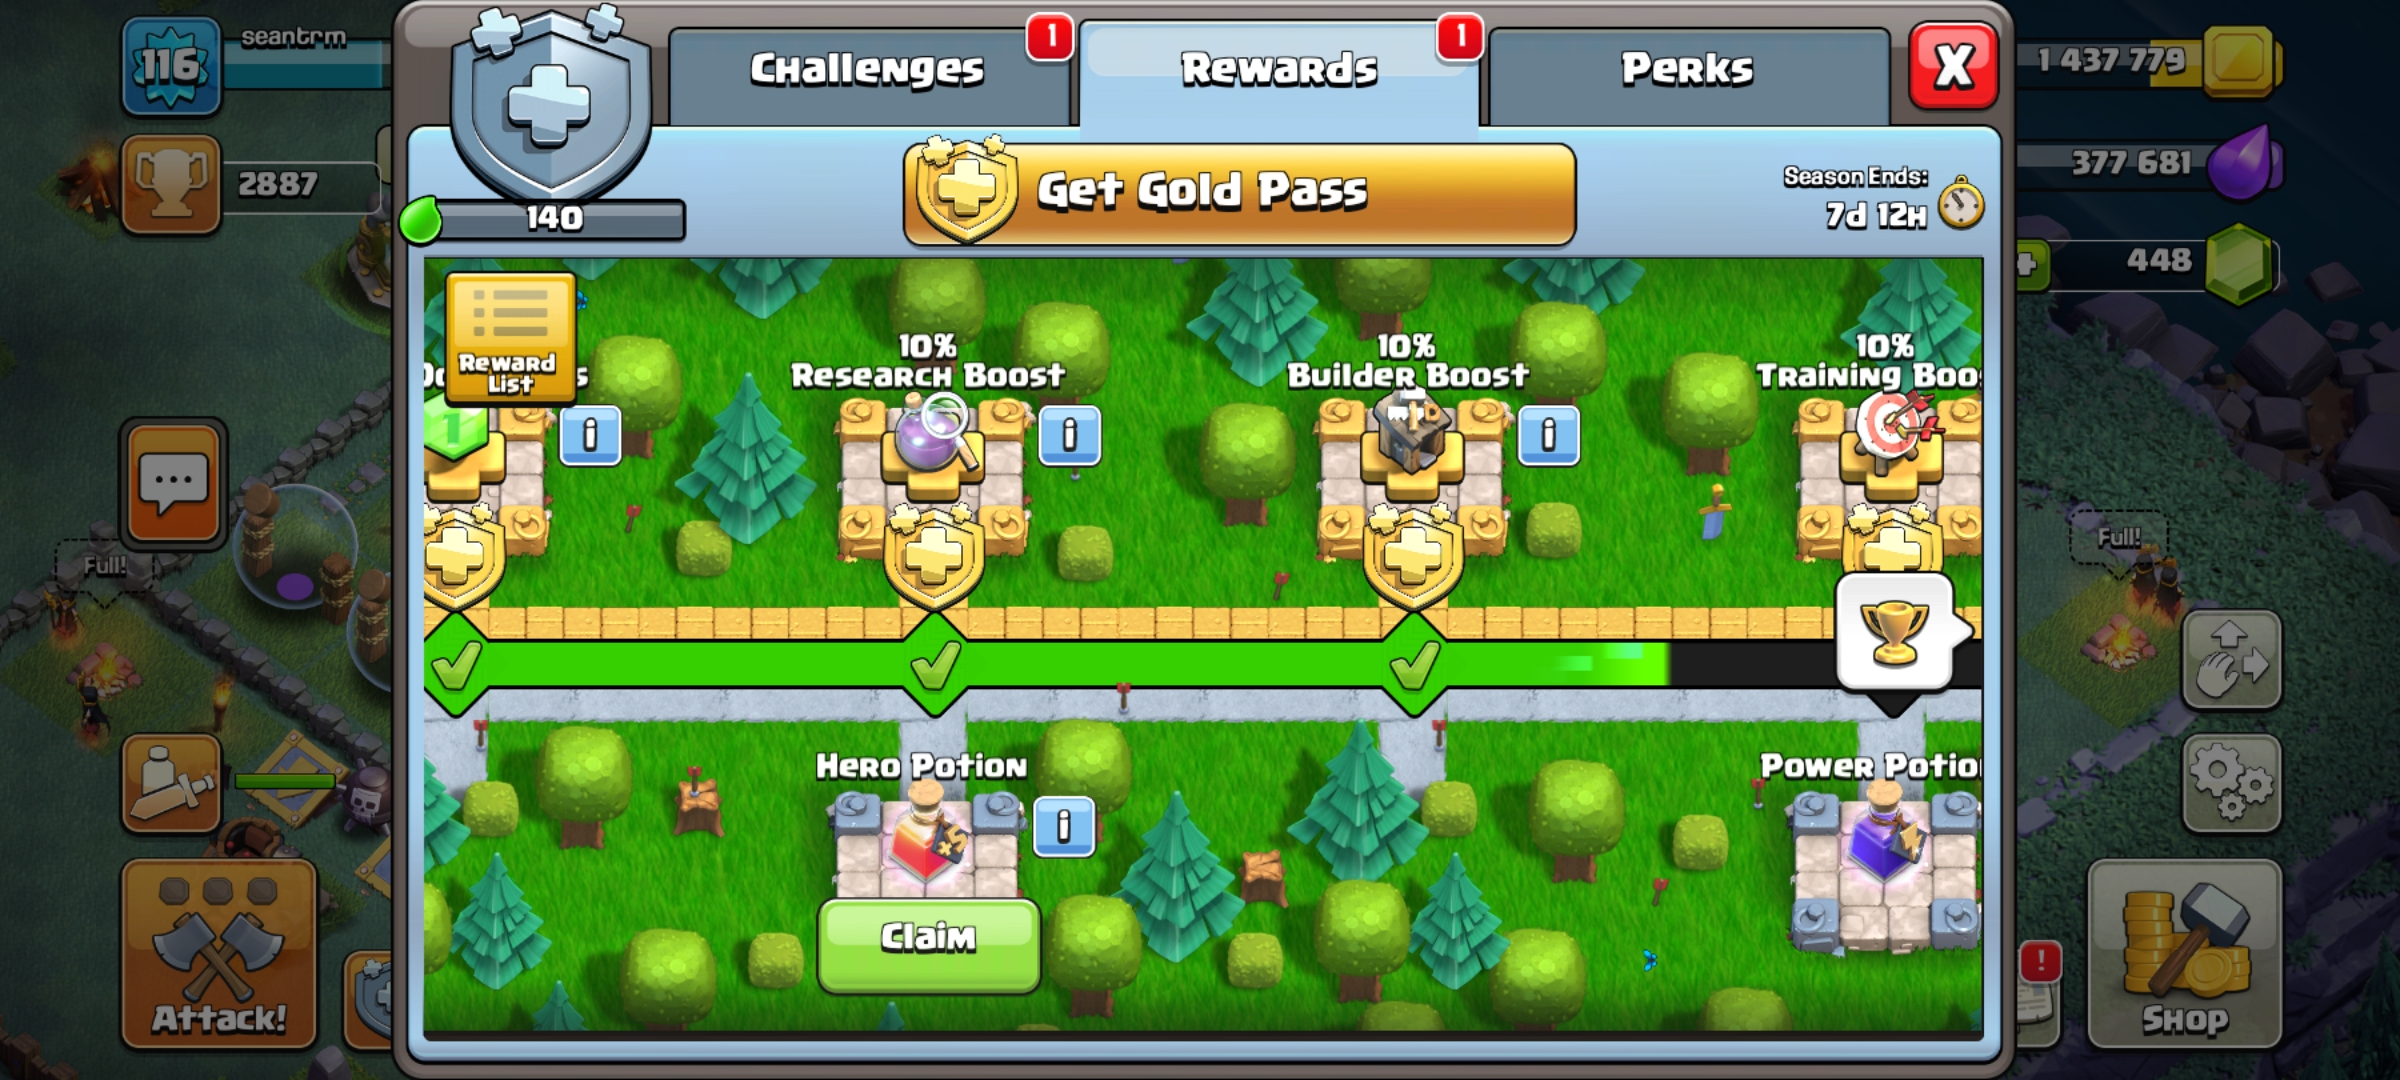 116
seantrm
2887
Challenges
1
Rewards
1
Perks
X
1 437 779
377 681
448
140
Get Gold Pass
Season Ends:
7d 12H
Reward
List
1
i
10%
Research Boost
i
10%
Builder Boost
i
10%
Training Boo
Full!
Full!
Hero Potion
+5
i
Claim
Power Potio
Attack!
!
Shop